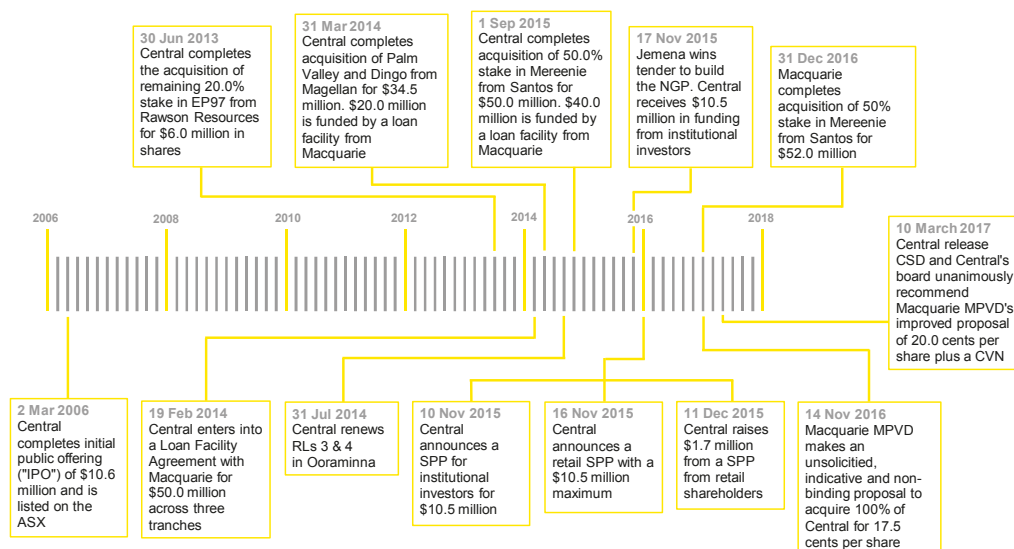 30 Jun 2013
Central completes
the acquisition of
remaining 20.0%
stake in EP97 from
Rawson Resources
for $6.0 million in
shares
31 Mar 2014
Central completes
acquisition of Palm
Valley and Dingo from
Magellan for $34.5
million. $20.0 million
is funded by a loan
facility from
Macquarie
1 Sep 2015
Central completes
acquisition of 50.0%
stake in Mereenie
from Santos for
$50.0 million. $40.0
million is funded by
a loan facility from
Macquarie
17 Nov 2015
Jemena wins
tender to build
the NGP. Central
receives $10.5
million in funding
from institutional
investors
31 Dec 2016
Macquarie
completes
acquisition of 50%
stake in Mereenie
from Santos for
$52.0 million
2006
2008
2010
2012
2014
2016
2018
10 March 2017
Central release
CSD and Central's
board unanimously
recommend
Macquarie MPVD's
improved proposal
of 20.0 cents per
share plus a CVN
2 Mar 2006
Central
completes initial
public offering
("IPO") of $10.6
million and is
listed on the
ASX
19 Feb 2014
Central enters into
a Loan Facility
Agreement with
Macquarie for
$50.0 million
across three
tranches
31 Jul 2014
Central renews
RLs 3 & 4
in Ooraminna
10 Nov 2015
Central
announces a
SPP for
institutional
investors for
$10.5 million
16 Nov 2015
Central
announces a
retail SPP with a
$10.5 million
maximum
11 Dec 2015
Central raises
$1.7 million
from a SPP
from retail
shareholders
14 Nov 2016
Macquarie MPVD
makes an
unsolicitied,
indicative and non-
binding proposal to
acquire 100% of
Central for 17.5
cents per share